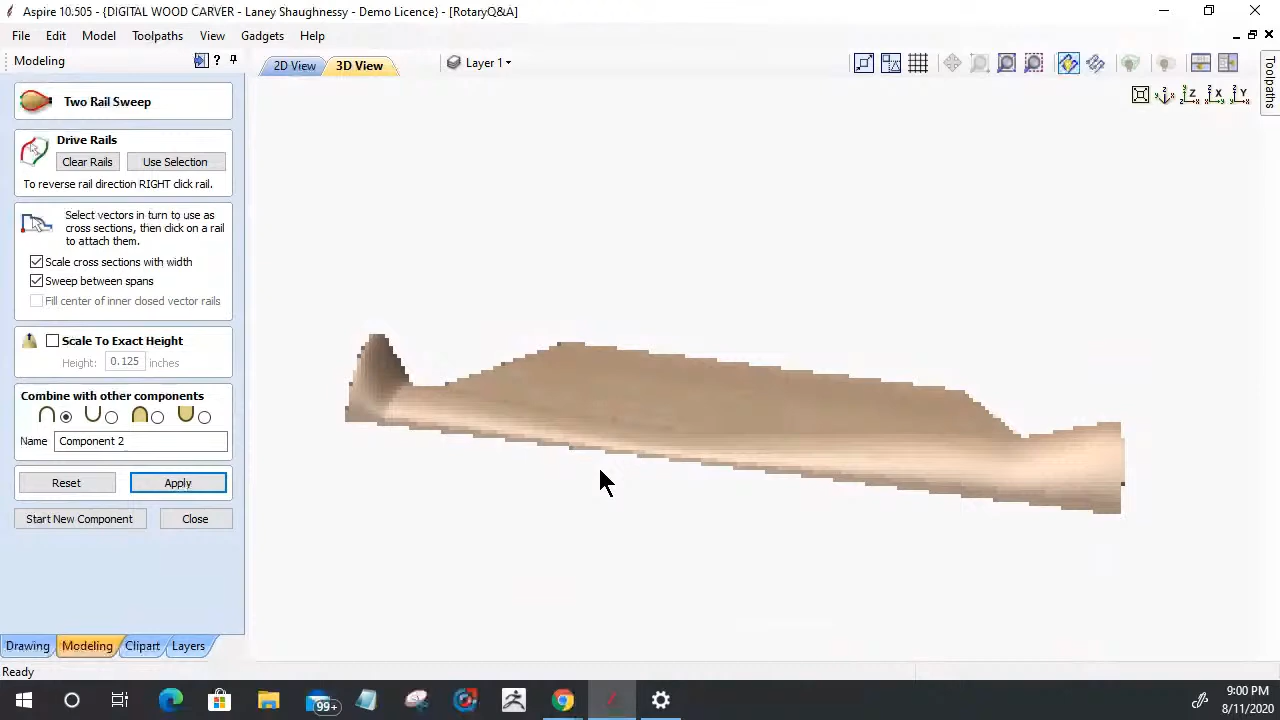 Aspire 10.505 - {DIGITAL WOOD CARVER - Laney Shaughnessy - Demo Licence} - [RotaryQ&A]
File Edit Model Toolpaths View Gadgets Help
Modeling
2D View 3D View Layer 1
Toolpaths
Z X Y
Two Rail Sweep
Drive Rails
Clear Rails Use Selection
To reverse rail direction RIGHT click rail.
Select vectors in turn to use as
cross sections, then click on a rail
to attach them.
Scale cross sections with width
Sweep between spans
Fill center of inner closed vector rails
Scale To Exact Height
Height: 0.125 inches
Combine with other components
Name Component 2
Reset Apply
Start New Component Close
Drawing Modeling Clipart Layers
Ready
99+
9:00 PM
8/11/2020